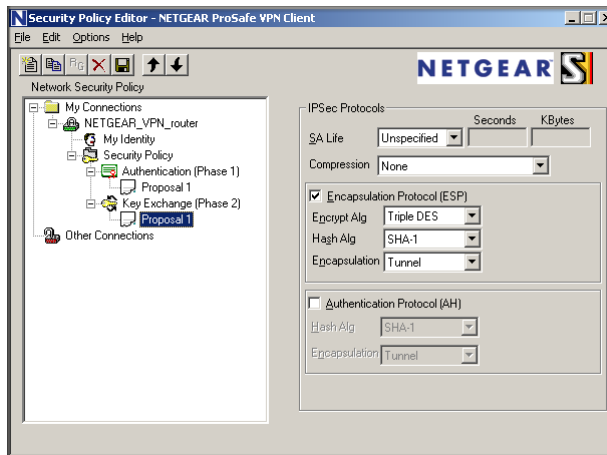 Security Policy Editor - NETGEAR ProSafe VPN Client
File Edit Options Help
NETGEAR
Network Security Policy
My Connections
NETGEAR_VPN_router
My Identity
Security Policy
Authentication (Phase 1)
Proposal 1
Key Exchange (Phase 2)
Proposal 1
Other Connections
IPSec Protocols
Seconds KBytes
SA Life Unspecified
Compression None
Encapsulation Protocol (ESP)
Encrypt Alg Triple DES
Hash Alg SHA-1
Encapsulation Tunnel
Authentication Protocol (AH)
Hash Alg SHA-1
Encapsulation Tunnel